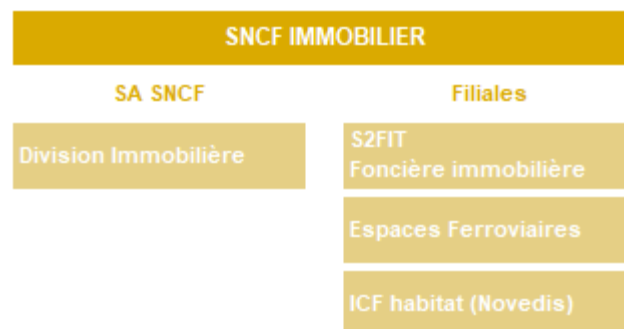 SNCF IMMOBILIER
SA SNCF
Filiales
Division Immobilière
S2FIT
Foncière immobilière
Espaces Ferroviaires
ICF habitat (Novedis)